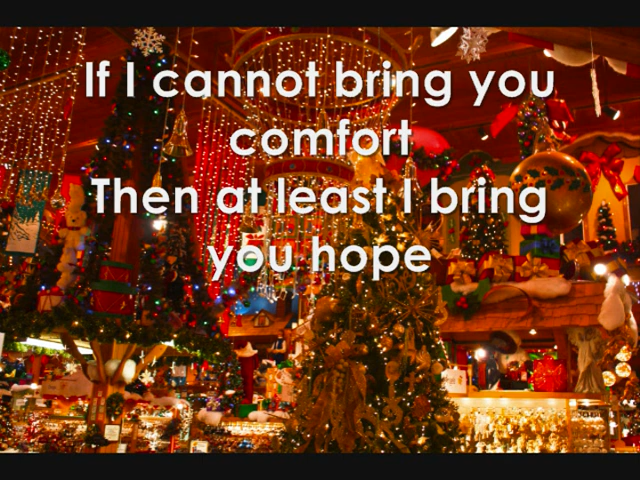 If I cannot bring you
comfort
Then at least I bring
you hope